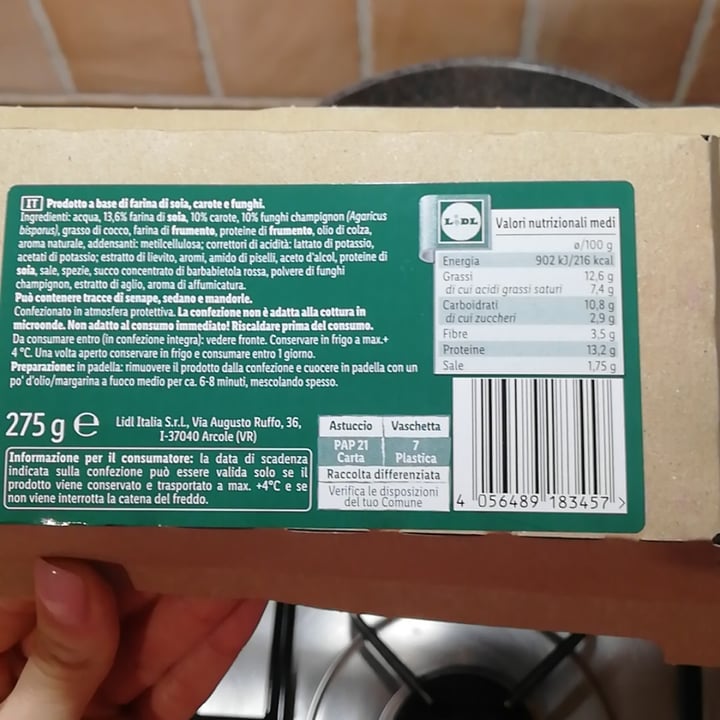 IT Prodotto a base di farina di soia, carote e funghi.
Ingredienti: acqua, 13,6% farina di soia, 10% carote, 10% funghi champignon (Agaricus
bisporus), grasso di cocco, farina di frumento, proteine di frumento, olio di colza,
aroma naturale, addensanti: metilcellulosa; correttori di acidità: lattato di potassio,
acetati di potassio; estratto di lievito, aromi, amido di piselli, aceto d'alcol, proteine di
soia, sale, spezie, succo concentrato di barbabietola rossa, polvere di funghi
champignon, estratto di aglio, aroma di affumicatura.
Può contenere tracce di senape, sedano e mandorle.
Confezionato in atmosfera protettiva. La confezione non è adatta alla cottura in
microonde. Non adatto al consumo immediato! Riscaldare prima del consumo.
Da consumare entro (in confezione integra): vedere fronte. Conservare in frigo a max.+
4 °C. Una volta aperto conservare in frigo e consumare entro 1 giorno.
Preparazione: in padella: rimuovere il prodotto dalla confezione e cuocere in padella con un
po' d'olio/margarina a fuoco medio per ca. 6-8 minuti, mescolando spesso.
275 g e
Lidl Italia S.r.l., Via Augusto Ruffo, 36,
I-37040 Arcole (VR)
Informazione per il consumatore: la data di scadenza
indicata sulla confezione può essere valida solo se il
prodotto viene conservato e trasportato a max. +4°C e se
non viene interrotta la catena del freddo.
Astuccio Vaschetta
PAP 21 7
Carta Plastica
Raccolta differenziata
Verifica le disposizioni
del tuo Comune
LIDL
Valori nutrizionali medi
ø/100 g
Energia 902 kJ/216 kcal
Grassi 12,6 g
di cui acidi grassi saturi 7,4 g
Carboidrati 10,8 g
di cui zuccheri 2,9 g
Fibre 3,5 g
Proteine 13,2 g
Sale 1,75 g
4 056489 183457 >